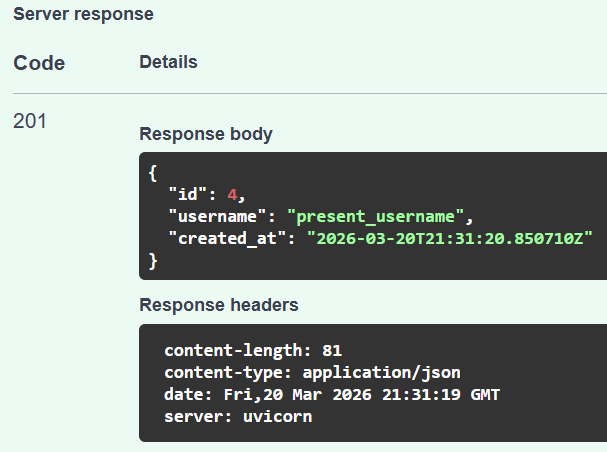 Server response
Code Details
201
Response body
{
"id": 4,
"username": "present_username",
"created_at": "2026-03-20T21:31:20.850710Z"
}
Response headers
content-length: 81
content-type: application/json
date: Fri,20 Mar 2026 21:31:19 GMT
server: uvicorn